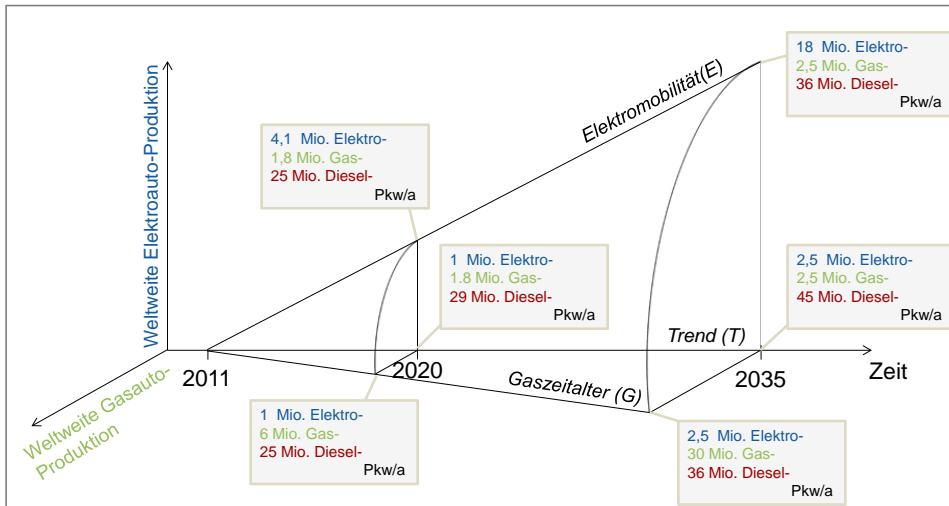 Weltweite Elektroauto-Produktion
Elektromobilität(E)
18 Mio. Elektro-
2,5 Mio. Gas-
36 Mio. Diesel-
Pkw/a
4,1 Mio. Elektro-
1,8 Mio. Gas-
25 Mio. Diesel-
Pkw/a
1 Mio. Elektro-
1.8 Mio. Gas-
29 Mio. Diesel-
Pkw/a
2,5 Mio. Elektro-
2,5 Mio. Gas-
45 Mio. Diesel-
Pkw/a
Trend (T)
2011
2020
2035
Zeit
Gaszeitalter (G)
Weltweite Gasauto-
Produktion
1 Mio. Elektro-
6 Mio. Gas-
25 Mio. Diesel-
Pkw/a
2,5 Mio. Elektro-
30 Mio. Gas-
36 Mio. Diesel-
Pkw/a